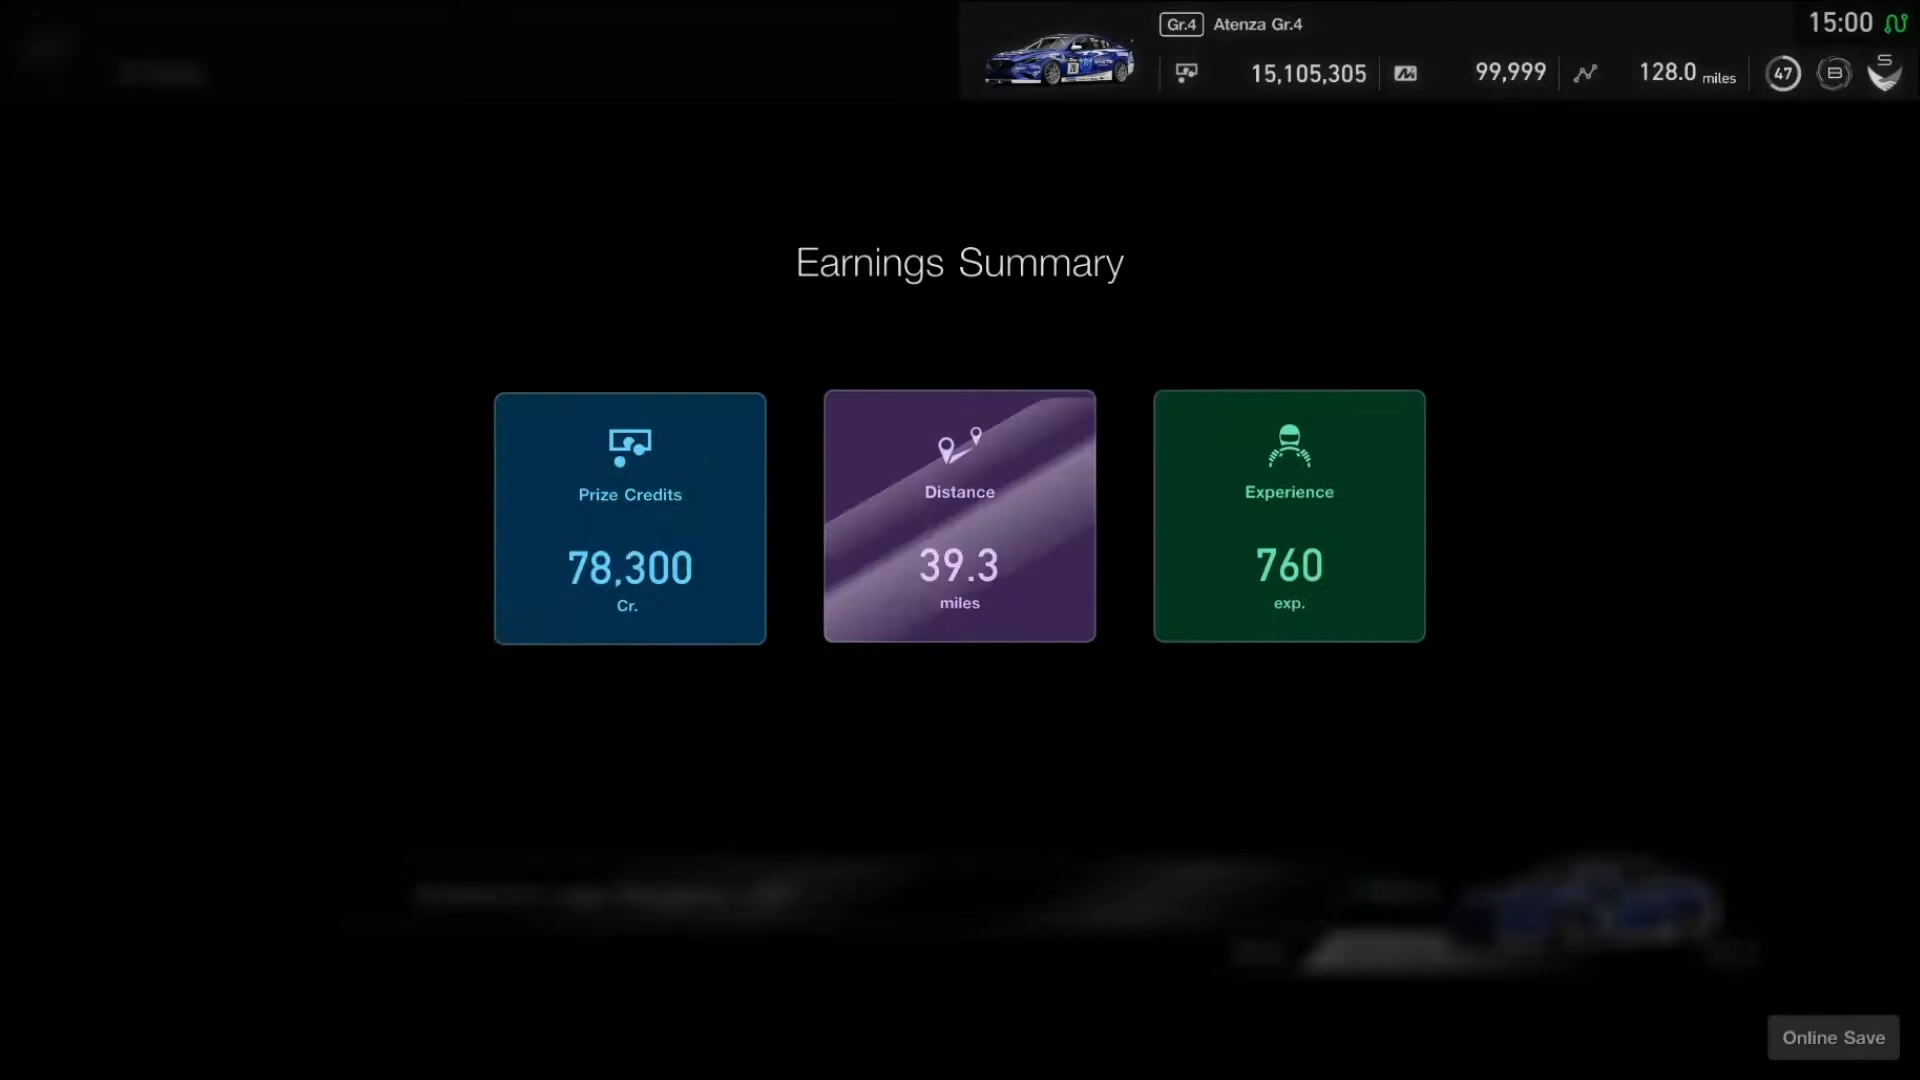 Gr.4 Atenza Gr.4
15:00
15,105,305
99,999
128.0 miles
47
B
S
Earnings Summary
Prize Credits
78,300
Cr.
Distance
39.3
miles
Experience
760
exp.
Online Save